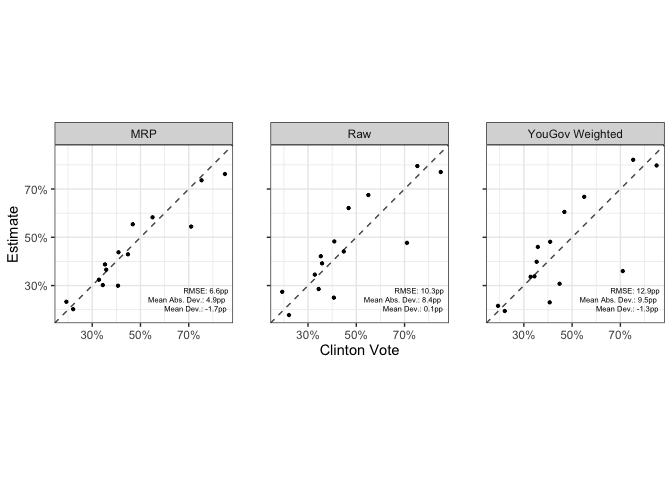 MRP
Raw
YouGov Weighted
Estimate
70%
50%
30%
RMSE: 6.6pp
Mean Abs. Dev.: 4.9pp
Mean Dev.: -1.7pp
RMSE: 10.3pp
Mean Abs. Dev.: 8.4pp
Mean Dev.: 0.1pp
RMSE: 12.9pp
Mean Abs. Dev.: 9.5pp
Mean Dev.: -1.3pp
30% 50% 70%
30% 50% 70%
30% 50% 70%
Clinton Vote